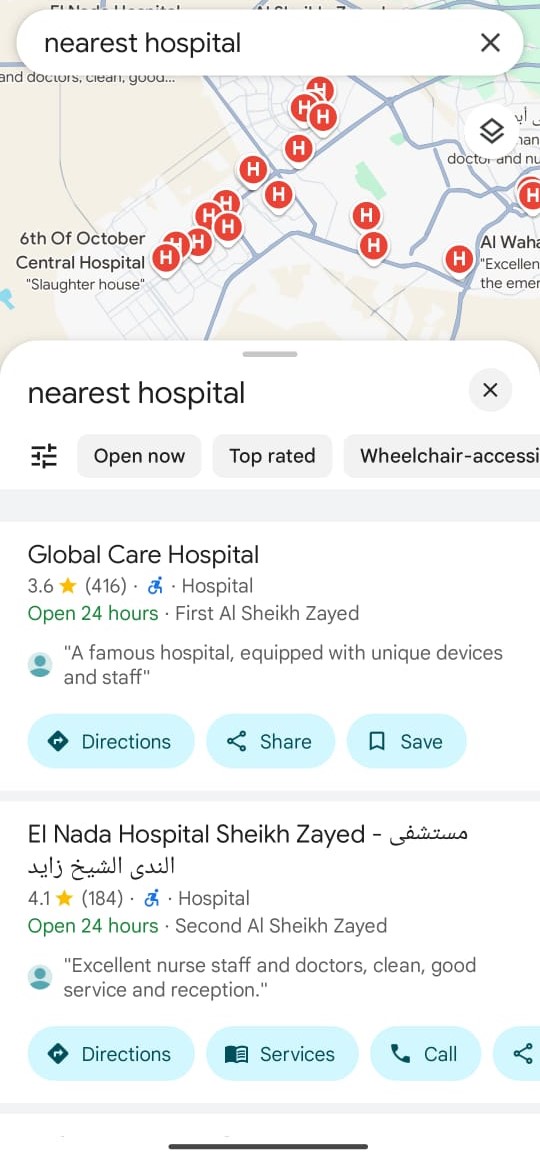 nearest hospital
and doctors, clean, good...
doctor and nu
6th Of October
Central Hospital
"Slaughter house"
Al Waha
"Excellen
the emer
nearest hospital
Open now
Top rated
Wheelchair-accessi
Global Care Hospital
3.6 (416) · · Hospital
Open 24 hours · First Al Sheikh Zayed
"A famous hospital, equipped with unique devices
and staff"
Directions
Share
Save
El Nada Hospital Sheikh Zayed - مستشفى
الندى الشيخ زايد
4.1 (184) · · Hospital
Open 24 hours · Second Al Sheikh Zayed
"Excellent nurse staff and doctors, clean, good
service and reception."
Directions
Services
Call